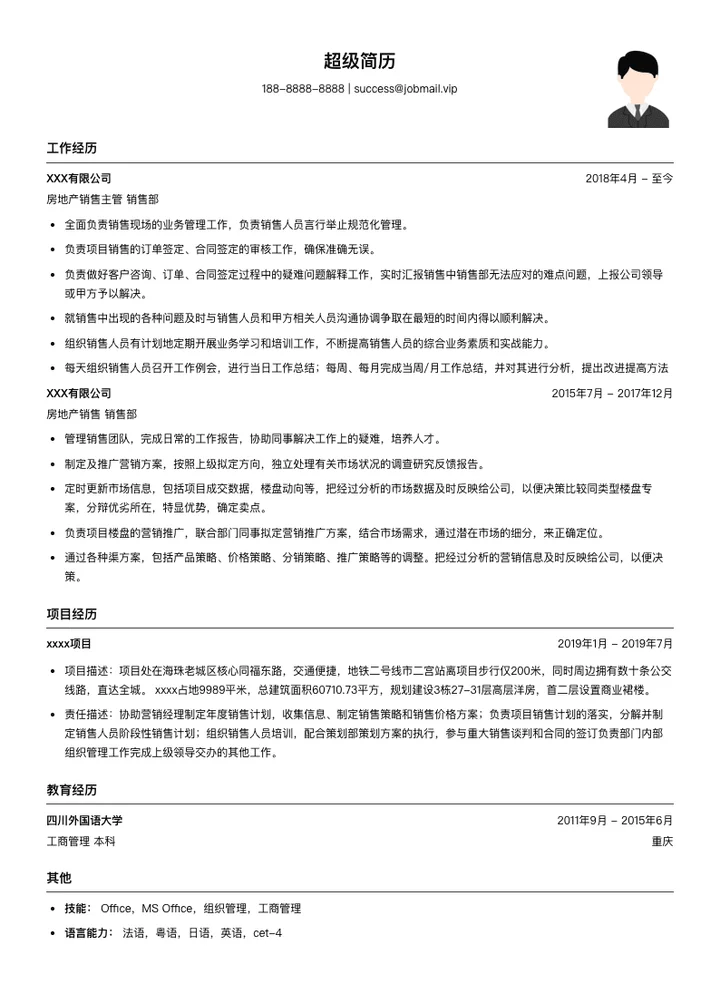 超级简历
188-8888-8888 | success@jobmail.vip
工作经历
XXX有限公司 2018年4月 – 至今
房地产销售主管 销售部
• 全面负责销售现场的业务管理工作，负责销售人员言行举止规范化管理。
• 负责项目销售的订单签定、合同签定的审核工作，确保准确无误。
• 负责做好客户咨询、订单、合同签定过程中的疑难问题解释工作，实时汇报销售中销售部无法应对的难点问题，上报公司领导
或甲方予以解决。
• 就销售中出现的各种问题及时与销售人员和甲方相关人员沟通协调争取在最短的时间内得以顺利解决。
• 组织销售人员有计划地定期开展业务学习和培训工作，不断提高销售人员的综合业务素质和实战能力。
• 每天组织销售人员召开工作例会，进行当日工作总结；每周、每月完成当周/月工作总结，并对其进行分析，提出改进提高方法
XXX有限公司 2015年7月 – 2017年12月
房地产销售 销售部
• 管理销售团队，完成日常的工作报告，协助同事解决工作上的疑难，培养人才。
• 制定及推广营销方案，按照上级拟定方向，独立处理有关市场状况的调查研究反馈报告。
• 定时更新市场信息，包括项目成交数据，楼盘动向等，把经过分析的市场数据及时反映给公司，以便决策比较同类型楼盘专
案，分辩优劣所在，特显优势，确定卖点。
• 负责项目楼盘的营销推广，联合部门同事拟定营销推广方案，结合市场需求，通过潜在市场的细分，来正确定位。
• 通过各种渠方案，包括产品策略、价格策略、分销策略、推广策略等的调整。把经过分析的营销信息及时反映给公司，以便决
策。
项目经历
xxxx项目 2019年1月 – 2019年7月
• 项目描述：项目处在海珠老城区核心同福东路，交通便捷，地铁二号线市二宫站离项目步行仅200米，同时周边拥有数十条公交
线路，直达全城。 xxxx占地9989平米，总建筑面积60710.73平方，规划建设3栋27-31层高层洋房，首二层设置商业裙楼。
• 责任描述：协助营销经理制定年度销售计划，收集信息、制定销售策略和销售价格方案；负责项目销售计划的落实，分解并制
定销售人员阶段性销售计划；组织销售人员培训，配合策划部策划方案的执行，参与重大销售谈判和合同的签订负责部门内部
组织管理工作完成上级领导交办的其他工作。
教育经历
四川外国语大学 2011年9月 – 2015年6月
工商管理 本科 重庆
其他
• 技能： Office，MS Office，组织管理，工商管理
• 语言能力： 法语，粤语，日语，英语，cet-4